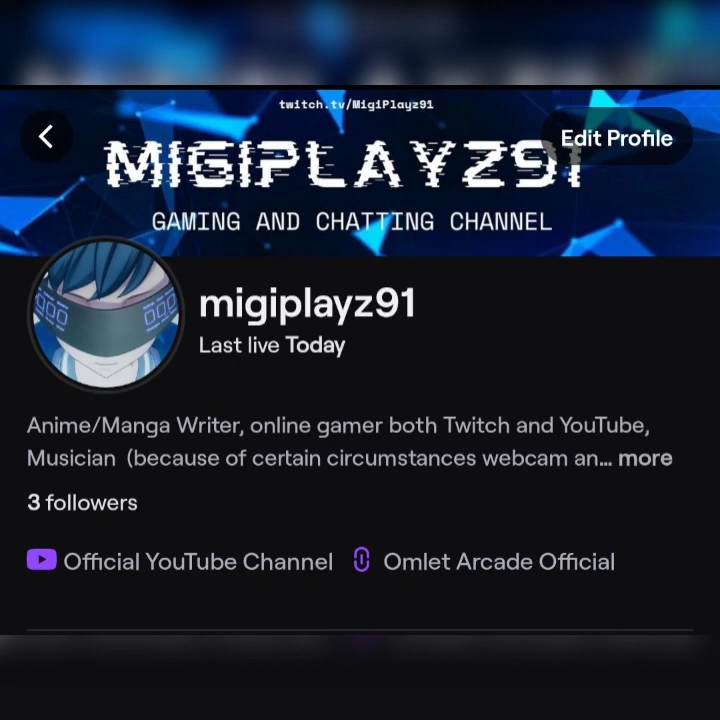 twitch.tv/MigiPlayz91
Edit Profile
MIGIPLAYZ91
GAMING AND CHATTING CHANNEL
migiplayz91
Last live Today
Anime/Manga Writer, online gamer both Twitch and YouTube,
Musician (because of certain circumstances webcam an... more
3 followers
Official YouTube Channel Omlet Arcade Official